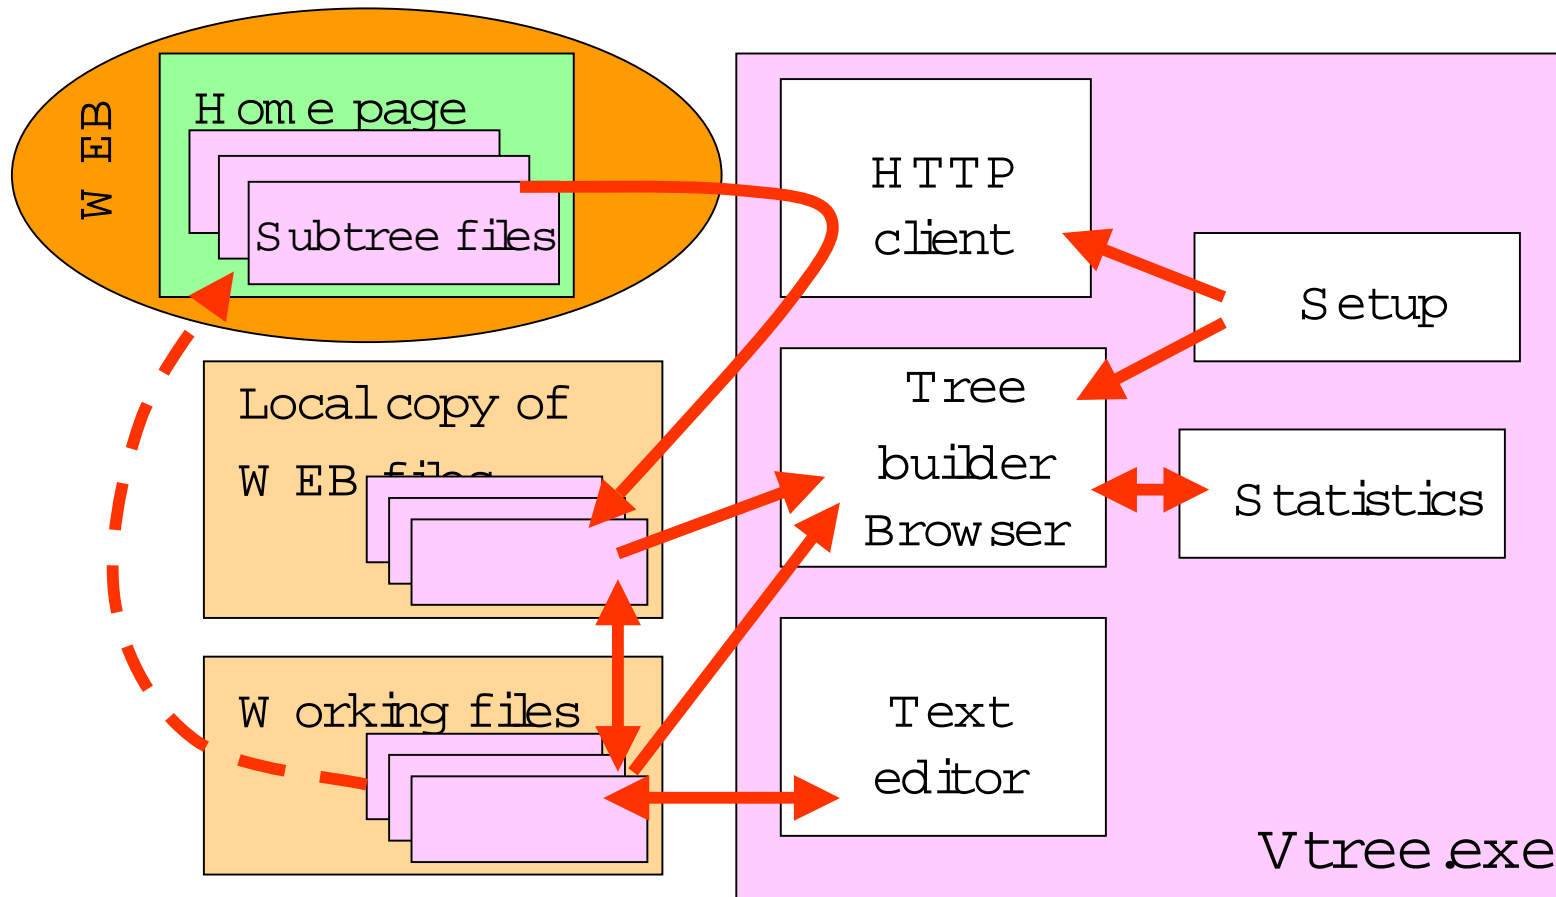 WEB
Home page
Subtree files
Local copy of
WEB files
Working files
HTTP
client
Setup
Tree
builder
Browser
Statistics
Text
editor
Vtree.exe